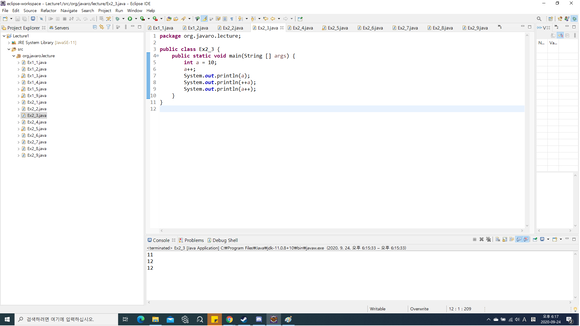 eclipse-workspace - Lecture1/src/org/javaro/lecture/Ex2_3.java - Eclipse IDE
File Edit Source Refactor Navigate Search Project Run Window Help
Project Explorer Servers
Ex1_1.java Ex1_2.java Ex2_2.java Ex2_3.java Ex2_4.java Ex2_5.java Ex2_6.java Ex2_7.java Ex2_8.java Ex2_9.java
Lecture1
JRE System Library
src
org.javaro.lecture
Ex1_1.java
Ex1_2.java
Ex1_3.java
Ex1_4.java
Ex1_5.java
Ex1_9.java
Ex2_1.java
Ex2_2.java
Ex2_3.java
Ex2_4.java
Ex2_5.java
Ex2_6.java
Ex2_7.java
Ex2_8.java
Ex2_9.java
1 package org.javaro.lecture;
2
3 public class Ex2_3 {
4 public static void main(String [] args) {
5 int a = 10;
6 a++;
7 System.out.println(a);
8 System.out.println(++a);
9 System.out.println(a++);
10 }
11 }
12
N... Va...
Console Problems Debug Shell
<terminated> Ex2_3 [Java Application] C:\Program Files\Java\jdk-11.0.8+10\bin\javaw.exe (2020. 9. 24. 오후 6:15:33 – 오후 6:15:33)
11
12
12
Writable Overwrite 12 : 1 : 209
검색하려면 여기에 입력하십시오.
A
오후 6:17
2020-09-24